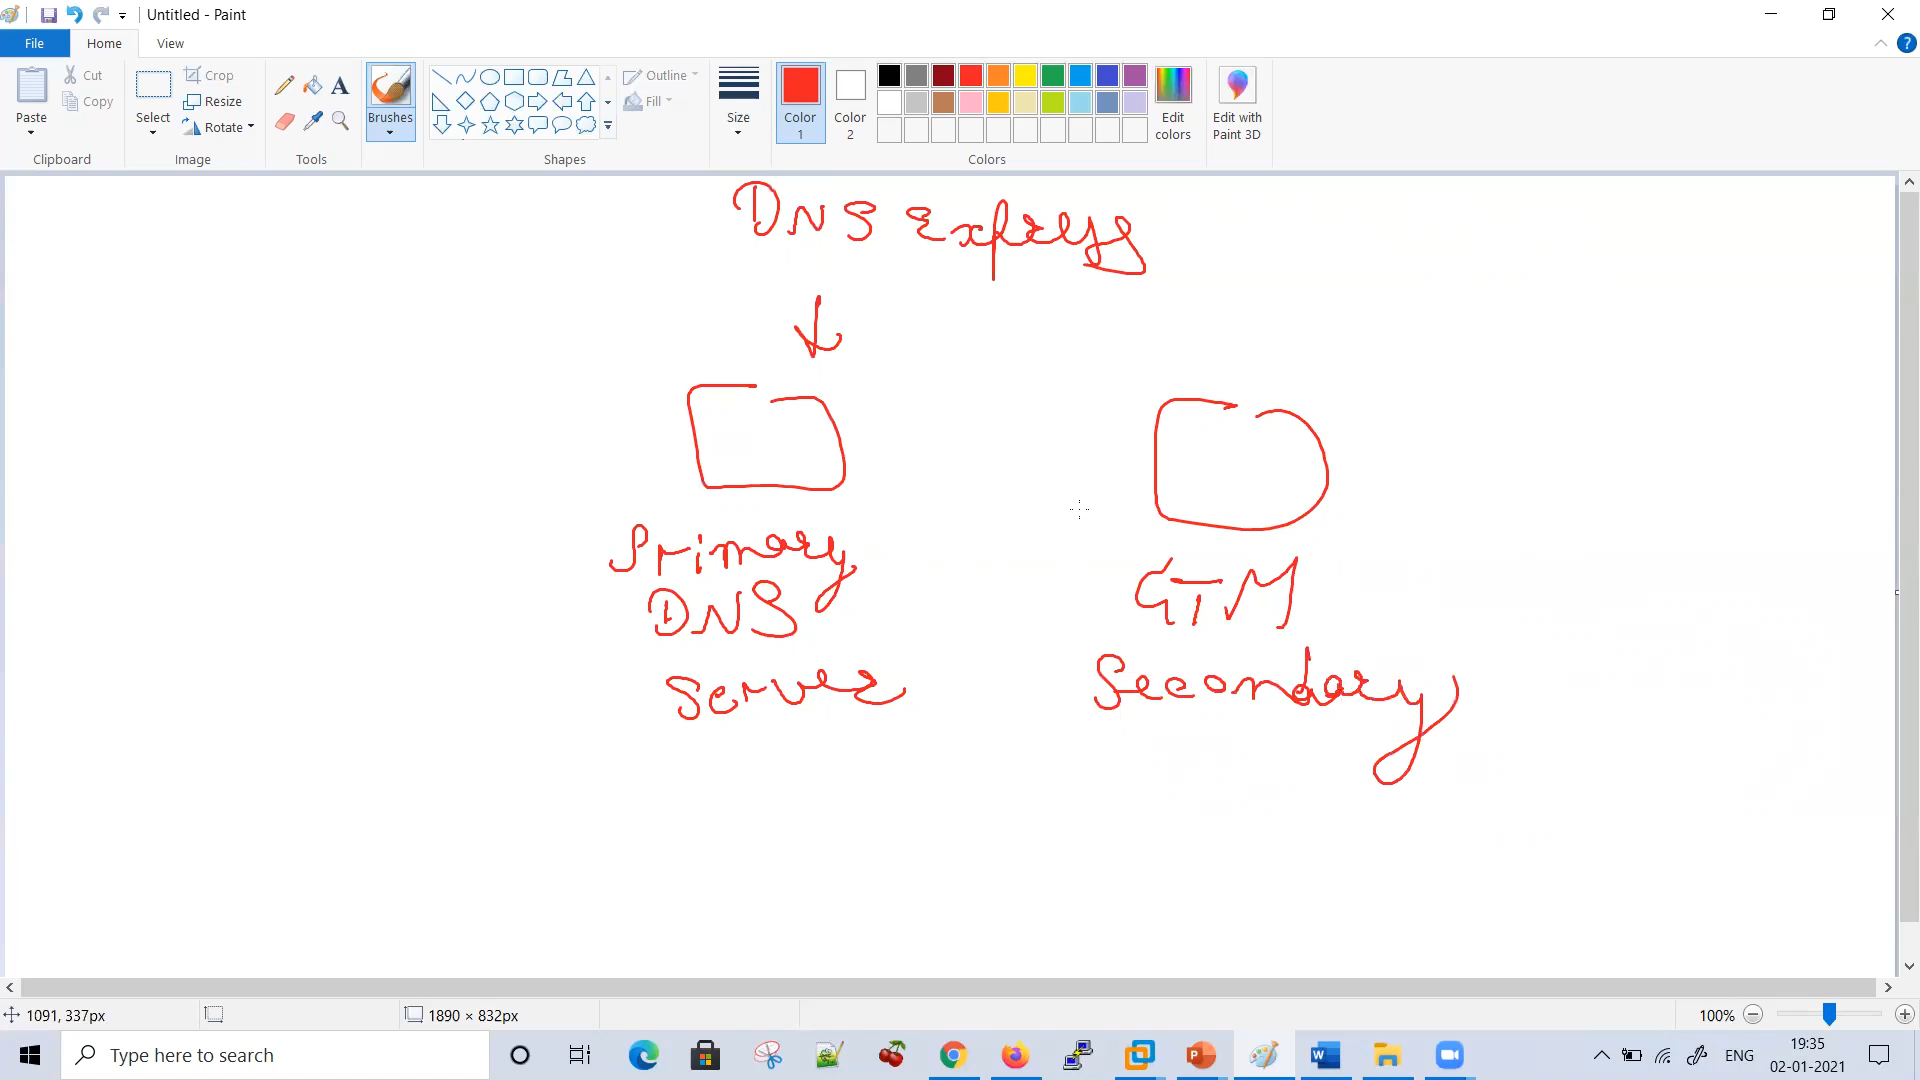 Untitled - Paint
File Home View
Paste Cut Copy Clipboard
Select Crop Resize Rotate Image
Tools
Brushes
Outline Fill Shapes
Size
Color 1 Color 2 Edit colors Edit with Paint 3D Colors
DNS Express
Primary GTM
DNS Secondary
Server
1091, 337px 1890 × 832px 100%
Type here to search ENG 19:35 02-01-2021